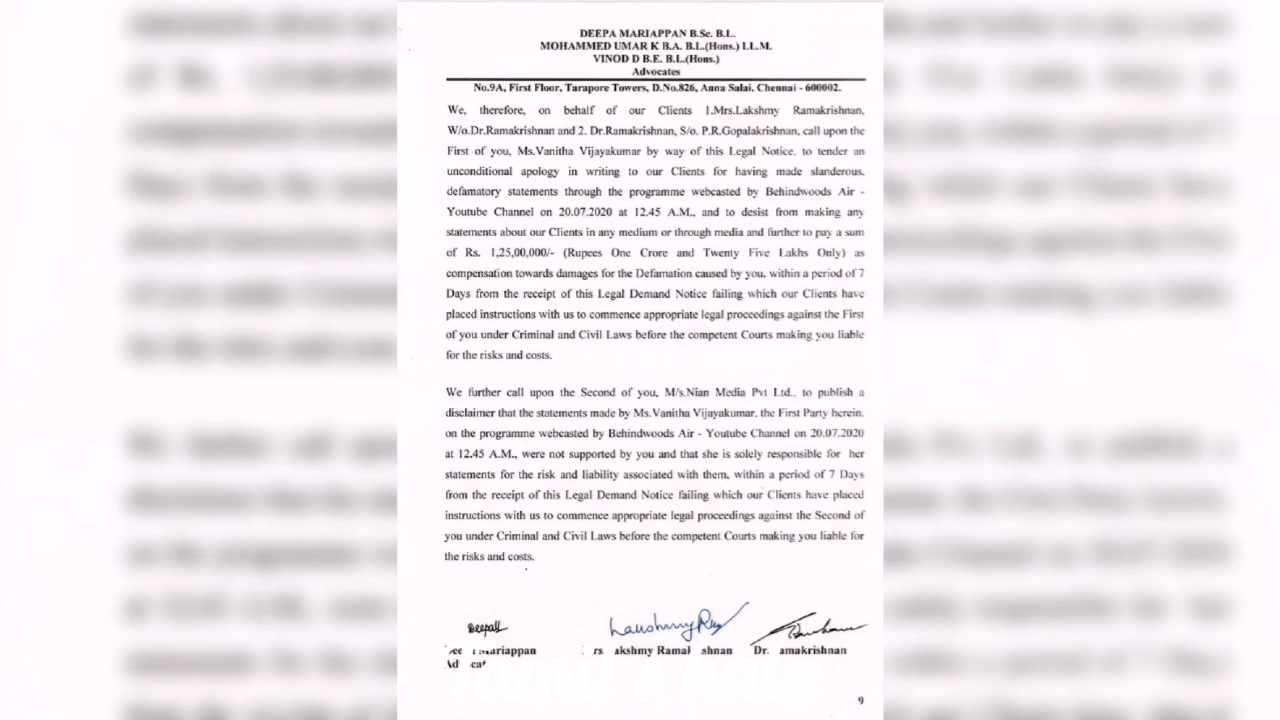 DEEPA MARIAPPAN B.Sc. B.L.
MOHAMMED UMAR K B.A. B.L.(Hons.) LL.M.
VINOD D B.E. B.L.(Hons.)
Advocates
No.9A, First Floor, Tarapore Towers, D.No.826, Anna Salai, Chennai - 600002.
We, therefore, on behalf of our Clients 1.Mrs.Lakshmy Ramakrishnan,
W/o.Dr.Ramakrishnan and 2. Dr.Ramakrishnan, S/o. P.R.Gopalakrishnan, call upon the
First of you, Ms.Vanitha Vijayakumar by way of this Legal Notice, to tender an
unconditional apology in writing to our Clients for having made slanderous,
defamatory statements through the programme webcasted by Behindwoods Air -
Youtube Channel on 20.07.2020 at 12.45 A.M., and to desist from making any
statements about our Clients in any medium or through media and further to pay a sum
of Rs. 1,25,00,000/- (Rupees One Crore and Twenty Five Lakhs Only) as
compensation towards damages for the Defamation caused by you, within a period of 7
Days from the receipt of this Legal Demand Notice failing which our Clients have
placed instructions with us to commence appropriate legal proceedings against the First
of you under Criminal and Civil Laws before the competent Courts making you liable
for the risks and costs.
We further call upon the Second of you, M/s.Nian Media Pvt Ltd., to publish a
disclaimer that the statements made by Ms.Vanitha Vijayakumar, the First Party herein,
on the programme webcasted by Behindwoods Air - Youtube Channel on 20.07.2020
at 12.45 A.M., were not supported by you and that she is solely responsible for her
statements for the risk and liability associated with them, within a period of 7 Days
from the receipt of this Legal Demand Notice failing which our Clients have placed
instructions with us to commence appropriate legal proceedings against the Second of
you under Criminal and Civil Laws before the competent Courts making you liable for
the risks and costs.
Dr. amakrishnan
9